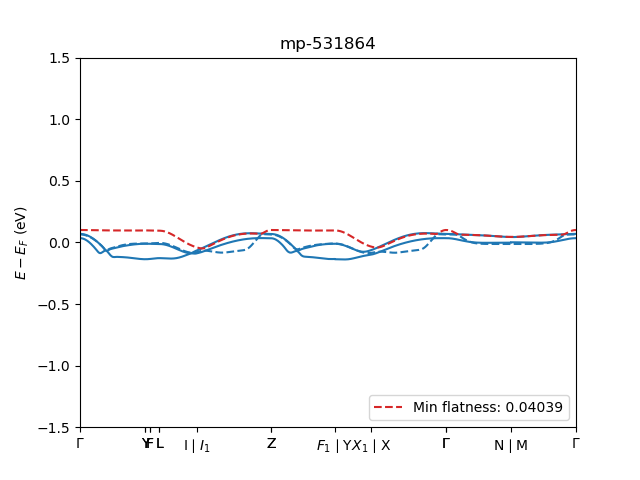 mp-531864
E − E_F (eV)
1.5
1.0
0.5
0.0
−0.5
−1.0
−1.5
Min flatness: 0.04039
Γ Y F L I | I_1 Z F_1 | Y X_1 | X Γ N | M Γ